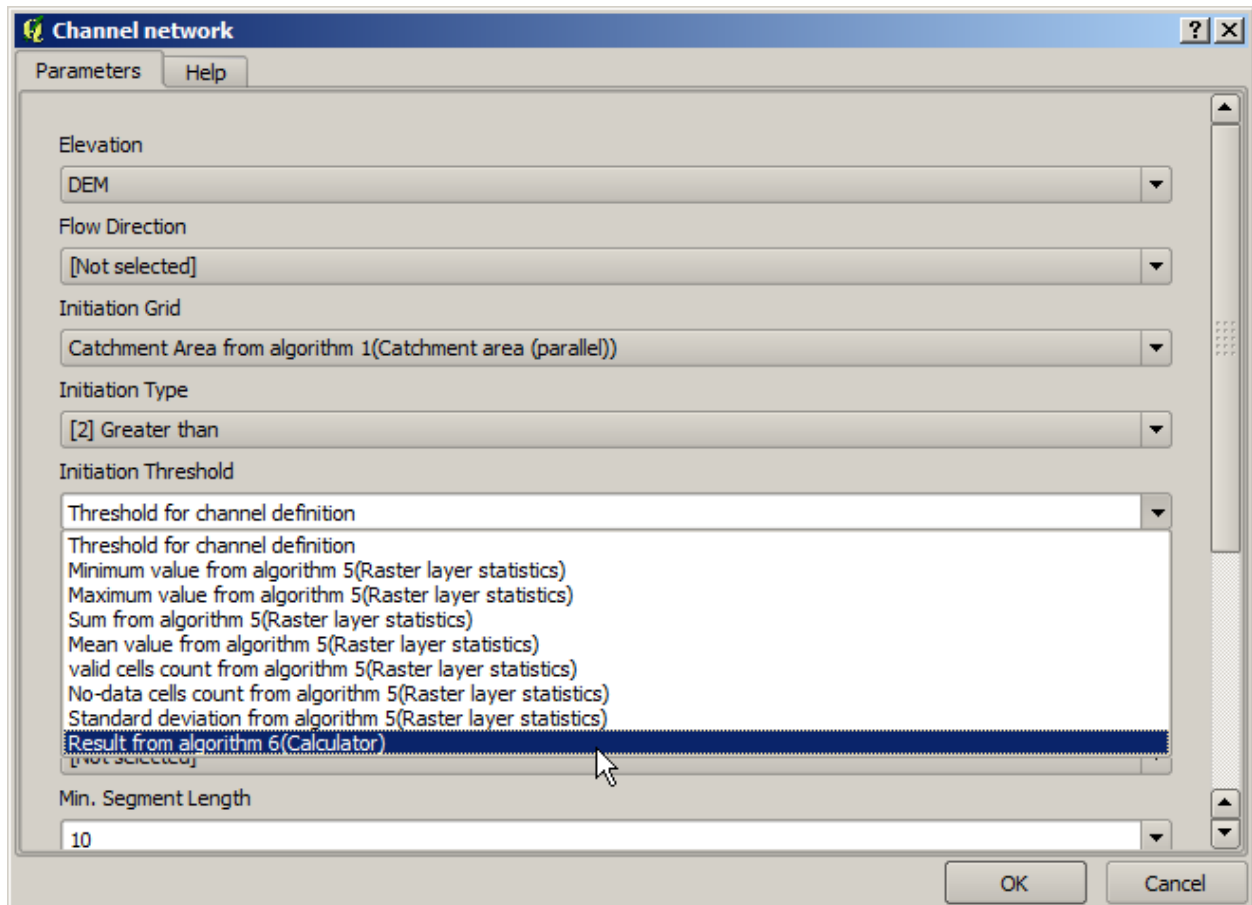 Channel network
Parameters Help
Elevation
DEM
Flow Direction
[Not selected]
Initiation Grid
Catchment Area from algorithm 1(Catchment area (parallel))
Initiation Type
[2] Greater than
Initiation Threshold
Threshold for channel definition
Threshold for channel definition
Minimum value from algorithm 5(Raster layer statistics)
Maximum value from algorithm 5(Raster layer statistics)
Sum from algorithm 5(Raster layer statistics)
Mean value from algorithm 5(Raster layer statistics)
valid cells count from algorithm 5(Raster layer statistics)
No-data cells count from algorithm 5(Raster layer statistics)
Standard deviation from algorithm 5(Raster layer statistics)
Result from algorithm 6(Calculator)
[Not selected]
Min. Segment Length
10
OK Cancel